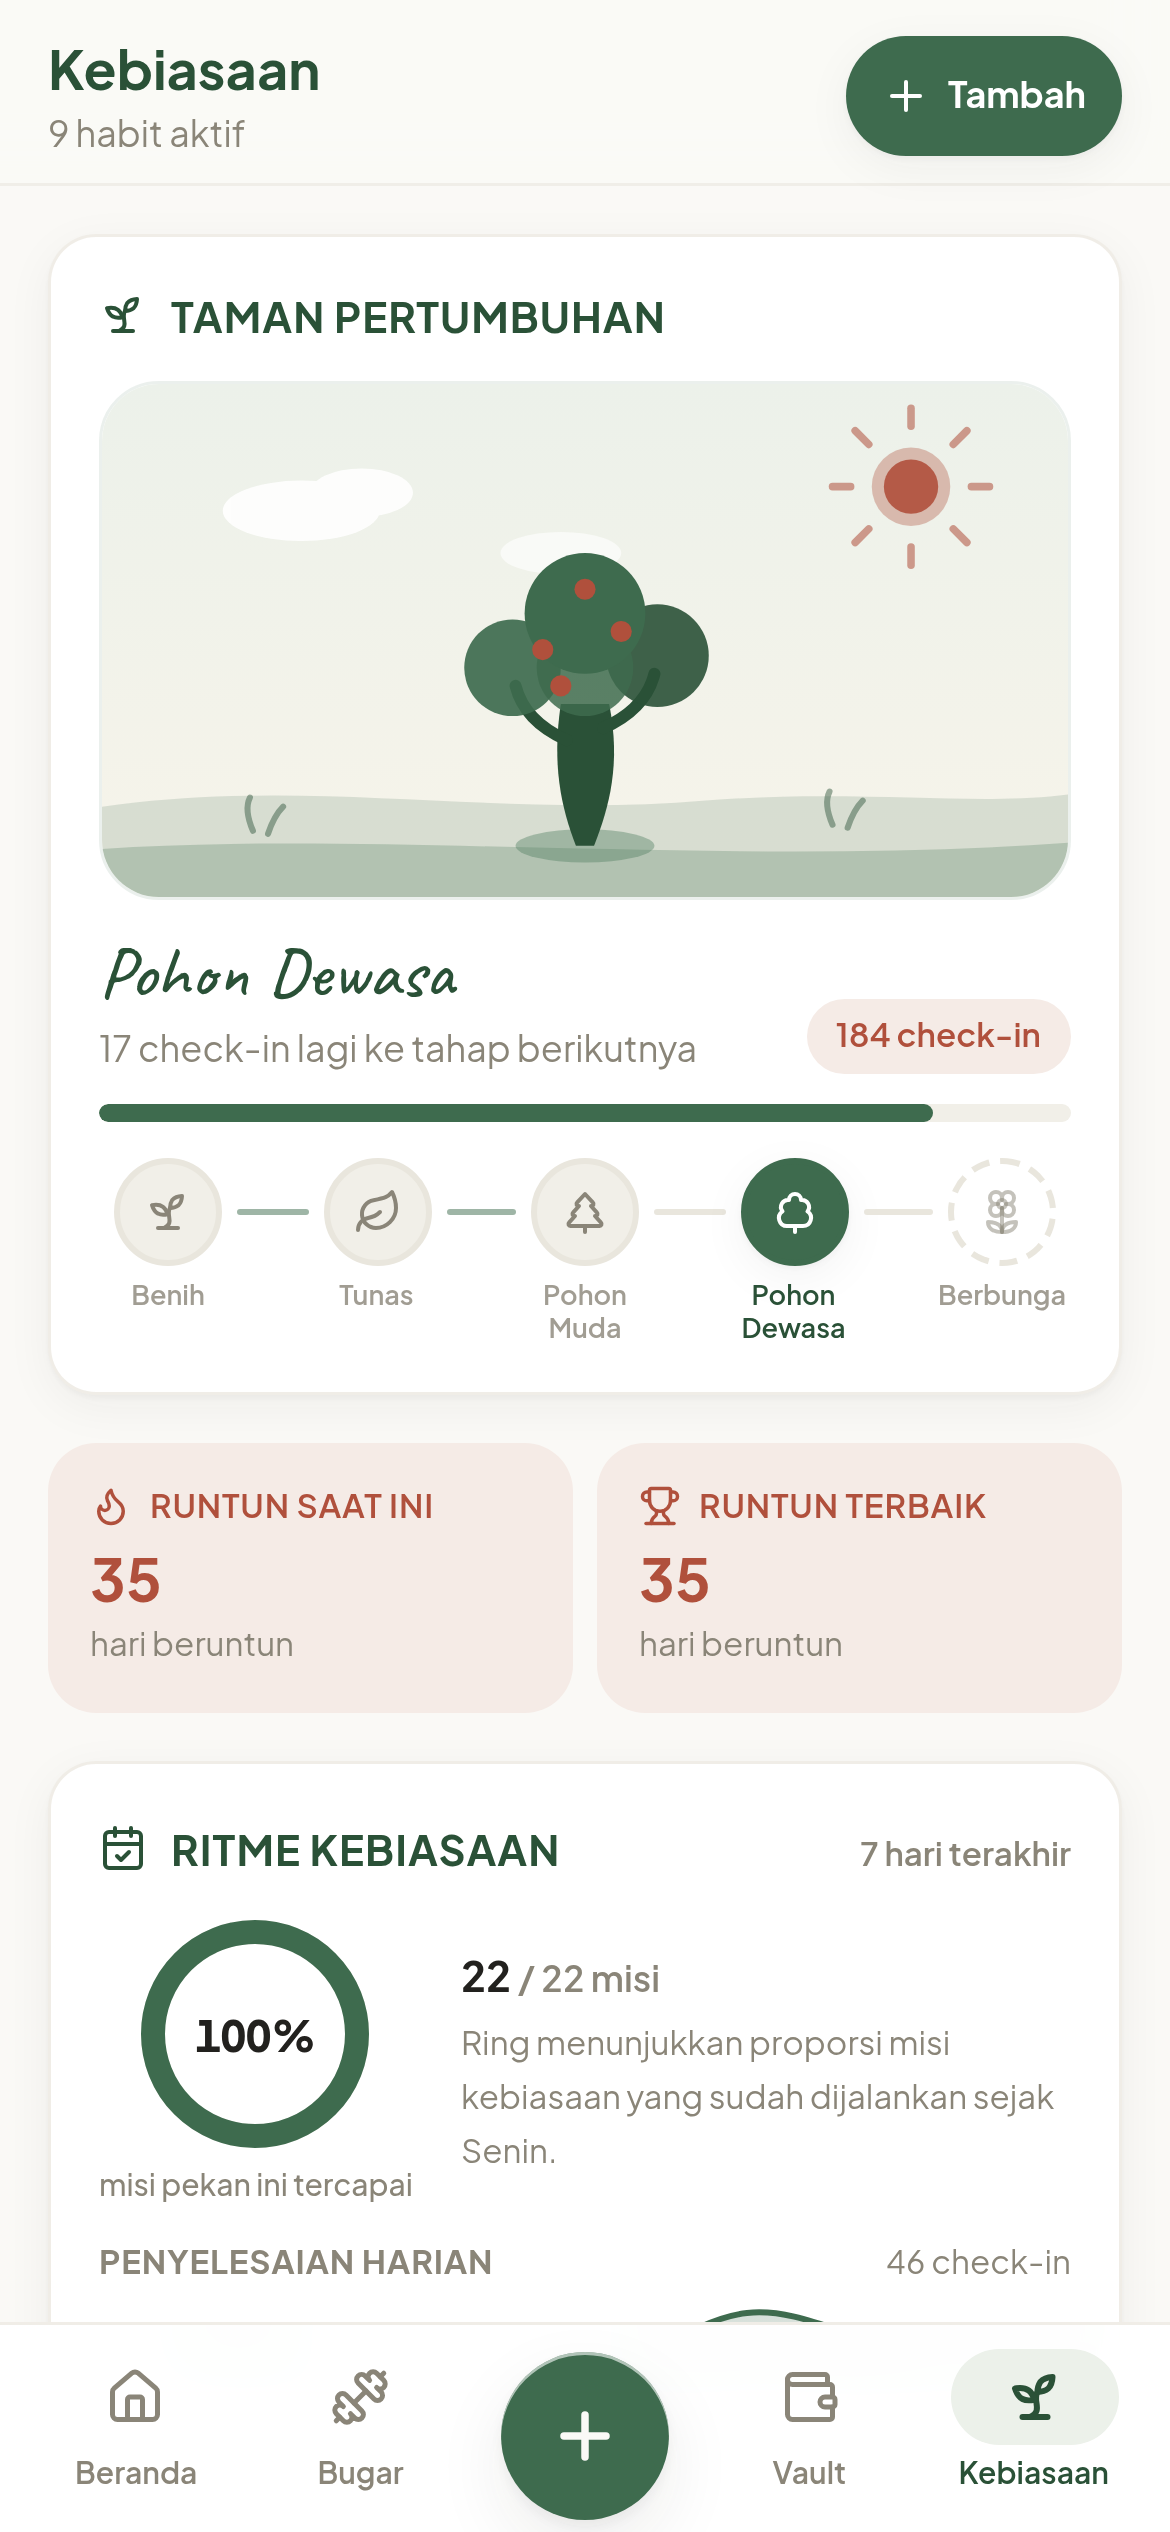 Kebiasaan
9 habit aktif
Tambah
TAMAN PERTUMBUHAN
Pohon Dewasa
17 check-in lagi ke tahap berikutnya
184 check-in
Benih
Tunas
Pohon
Muda
Pohon
Dewasa
Berbunga
RUNTUN SAAT INI
35
hari beruntun
RUNTUN TERBAIK
35
hari beruntun
RITME KEBIASAAN
7 hari terakhir
100%
misi pekan ini tercapai
22 / 22 misi
Ring menunjukkan proporsi misi
kebiasaan yang sudah dijalankan sejak
Senin.
PENYELESAIAN HARIAN
46 check-in
Beranda
Bugar
Vault
Kebiasaan